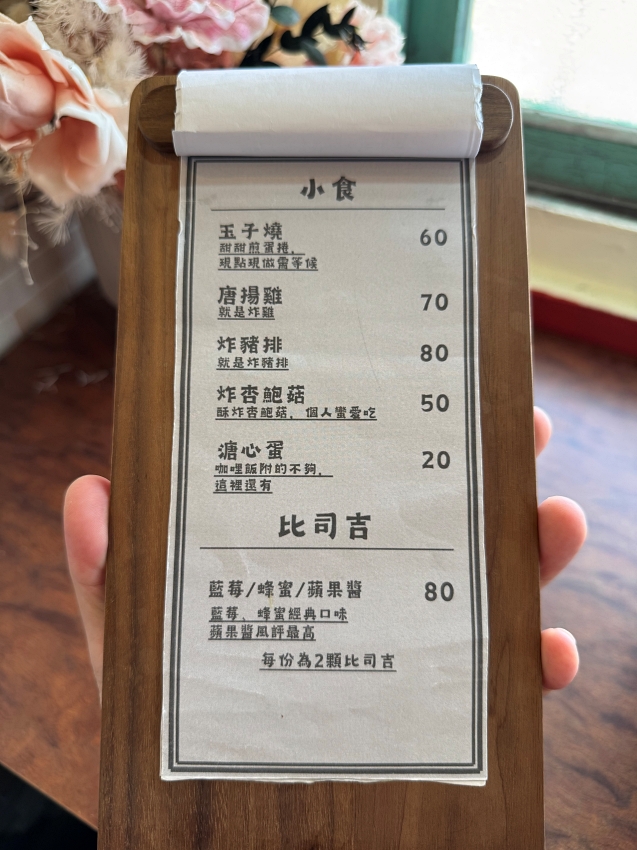 小食
玉子燒 60
甜甜煎蛋捲,
現點現做需等候
唐揚雞 70
就是炸雞
炸豬排 80
就是炸豬排
炸杏鮑菇 50
酥炸杏鮑菇, 個人蠻愛吃
溏心蛋 20
咖哩飯附的不夠,
這裡還有
比司吉
藍莓/蜂蜜/蘋果醬 80
藍莓、蜂蜜經典口味
蘋果醬風評最高
每份為2顆比司吉